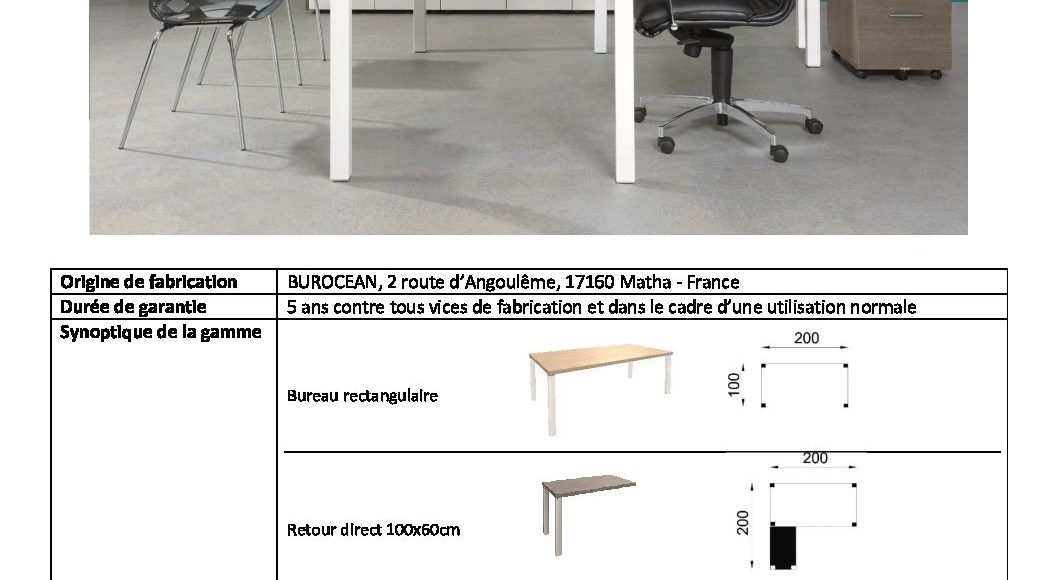 Origine de fabrication BUROCEAN, 2 route d'Angoulême, 17160 Matha - France
Durée de garantie 5 ans contre tous vices de fabrication et dans le cadre d'une utilisation normale
Synoptique de la gamme
200
100
Bureau rectangulaire
200
200
Retour direct 100x60cm